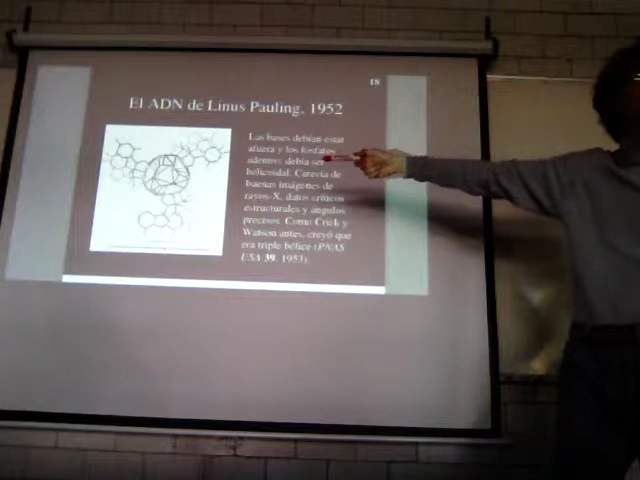 18
El ADN de Linus Pauling, 1952
Las bases debían estar
afuera y los fosfatos
adentro; debía ser
helicoidal. Carecía de
buenas imágenes de
rayos-X, datos críticos
estructurales y ángulos
precisos. Como Crick y
Watson antes, creyó que
era triple hélice (PNAS
USA 39, 1953).